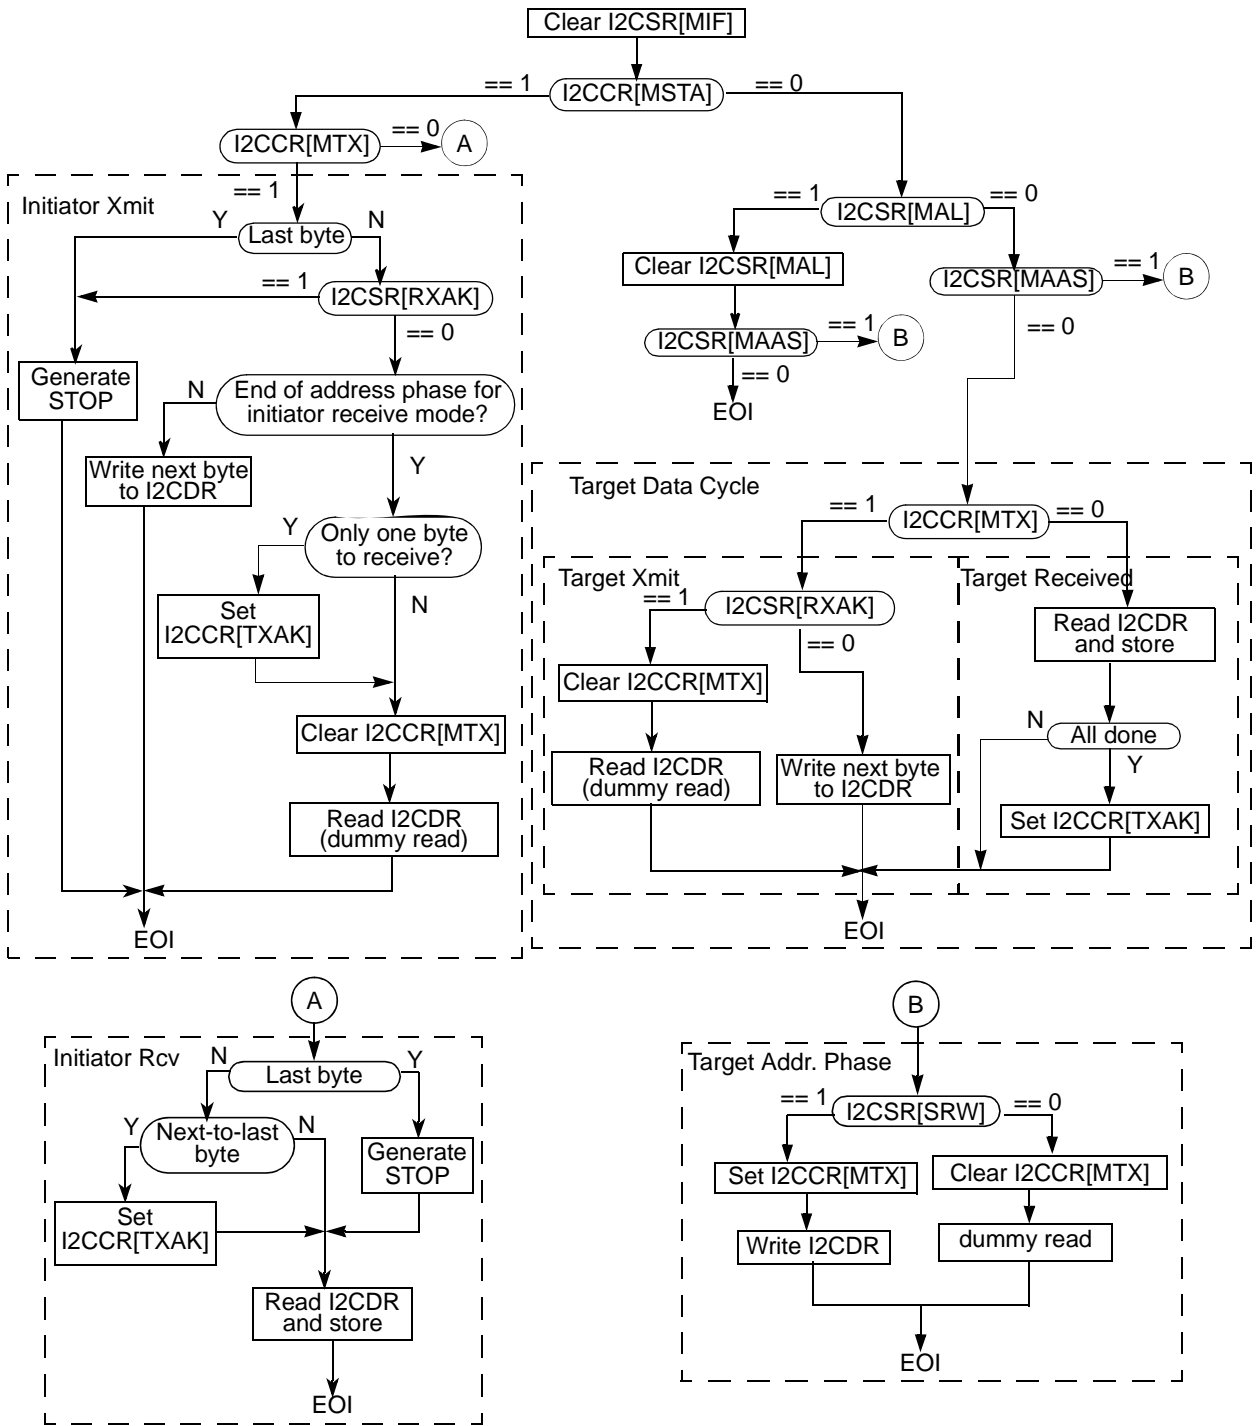 Clear I2CSR[MIF]
== 1
I2CCR[MSTA]
== 0
I2CCR[MTX]
== 0
A
== 1
Initiator Xmit
Y
Last byte
N
== 1
I2CSR[RXAK]
== 0
Generate
STOP
N
End of address phase for
initiator receive mode?
Y
Write next byte
to I2CDR
Y
Only one byte
to receive?
N
Set
I2CCR[TXAK]
Clear I2CCR[MTX]
Read I2CDR
(dummy read)
EOI
== 1
I2CSR[MAL]
== 0
Clear I2CSR[MAL]
I2CSR[MAAS]
== 1
B
== 0
EOI
I2CSR[MAAS]
== 1
B
== 0
Target Data Cycle
== 1
I2CCR[MTX]
== 0
Target Xmit
== 1
I2CSR[RXAK]
== 0
Clear I2CCR[MTX]
Read I2CDR
(dummy read)
Write next byte
to I2CDR
Target Received
Read I2CDR
and store
N
All done
Y
Set I2CCR[TXAK]
EOI
A
Initiator Rcv
N
Last byte
Y
Y
Next-to-last
byte
N
Generate
STOP
Set
I2CCR[TXAK]
Read I2CDR
and store
EOI
B
Target Addr. Phase
== 1
I2CSR[SRW]
== 0
Set I2CCR[MTX]
Clear I2CCR[MTX]
Write I2CDR
dummy read
EOI